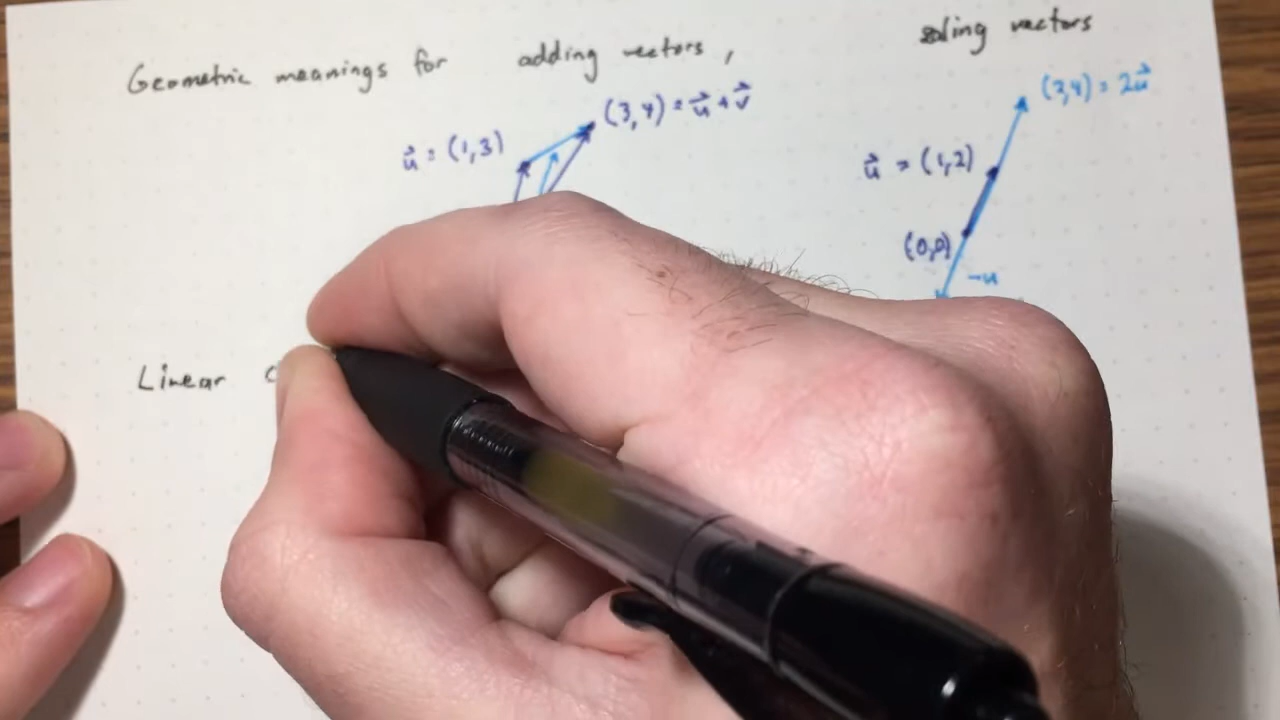 Geometric meanings for adding vectors, scaling vectors
(3,4) = u⃗ + v⃗
u⃗ = (1,3)
(3,4) = 2u⃗
u⃗ = (1,2)
(0,0)
-u
Linear